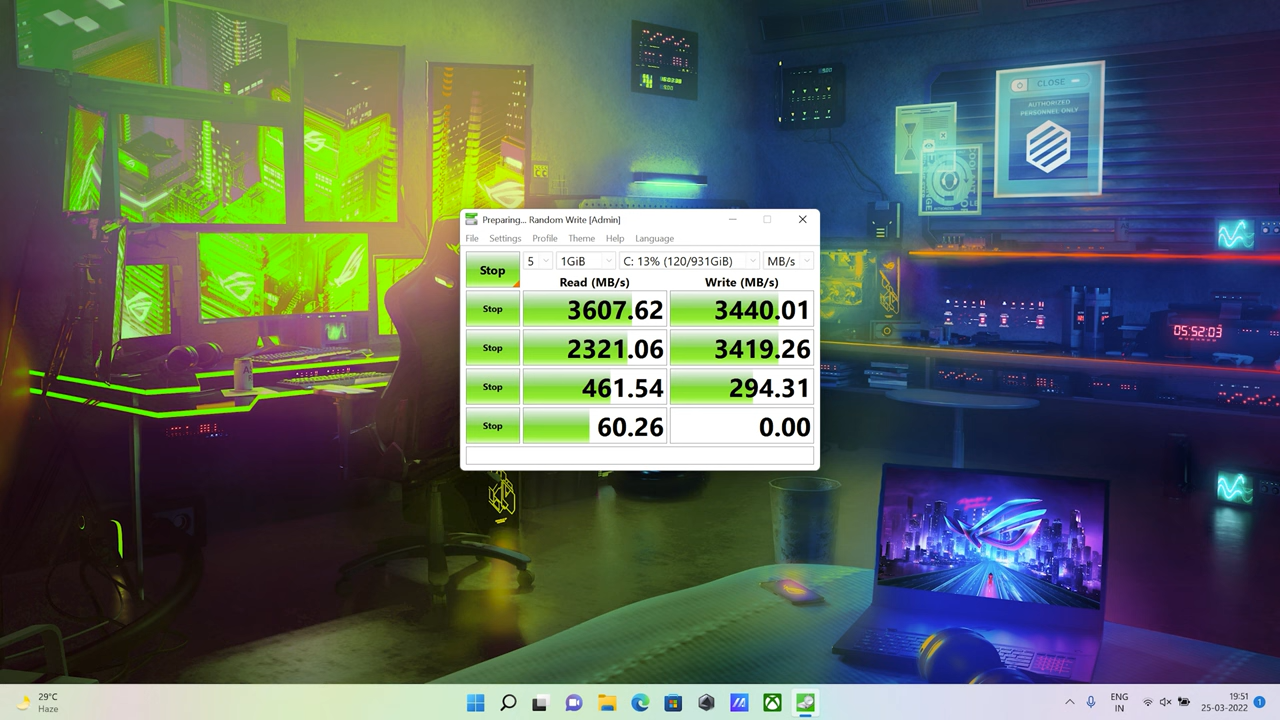 CLOSE
AUTHORIZED
PERSONNEL ONLY
Preparing... Random Write [Admin]
File Settings Profile Theme Help Language
Stop 5 1GiB C: 13% (120/931GiB) MB/s
Read (MB/s) Write (MB/s)
Stop 3607.62 3440.01
Stop 2321.06 3419.26
Stop 461.54 294.31
Stop 60.26 0.00
05:52:03
29°C
Haze
ENG
IN
19:51
25-03-2022
1